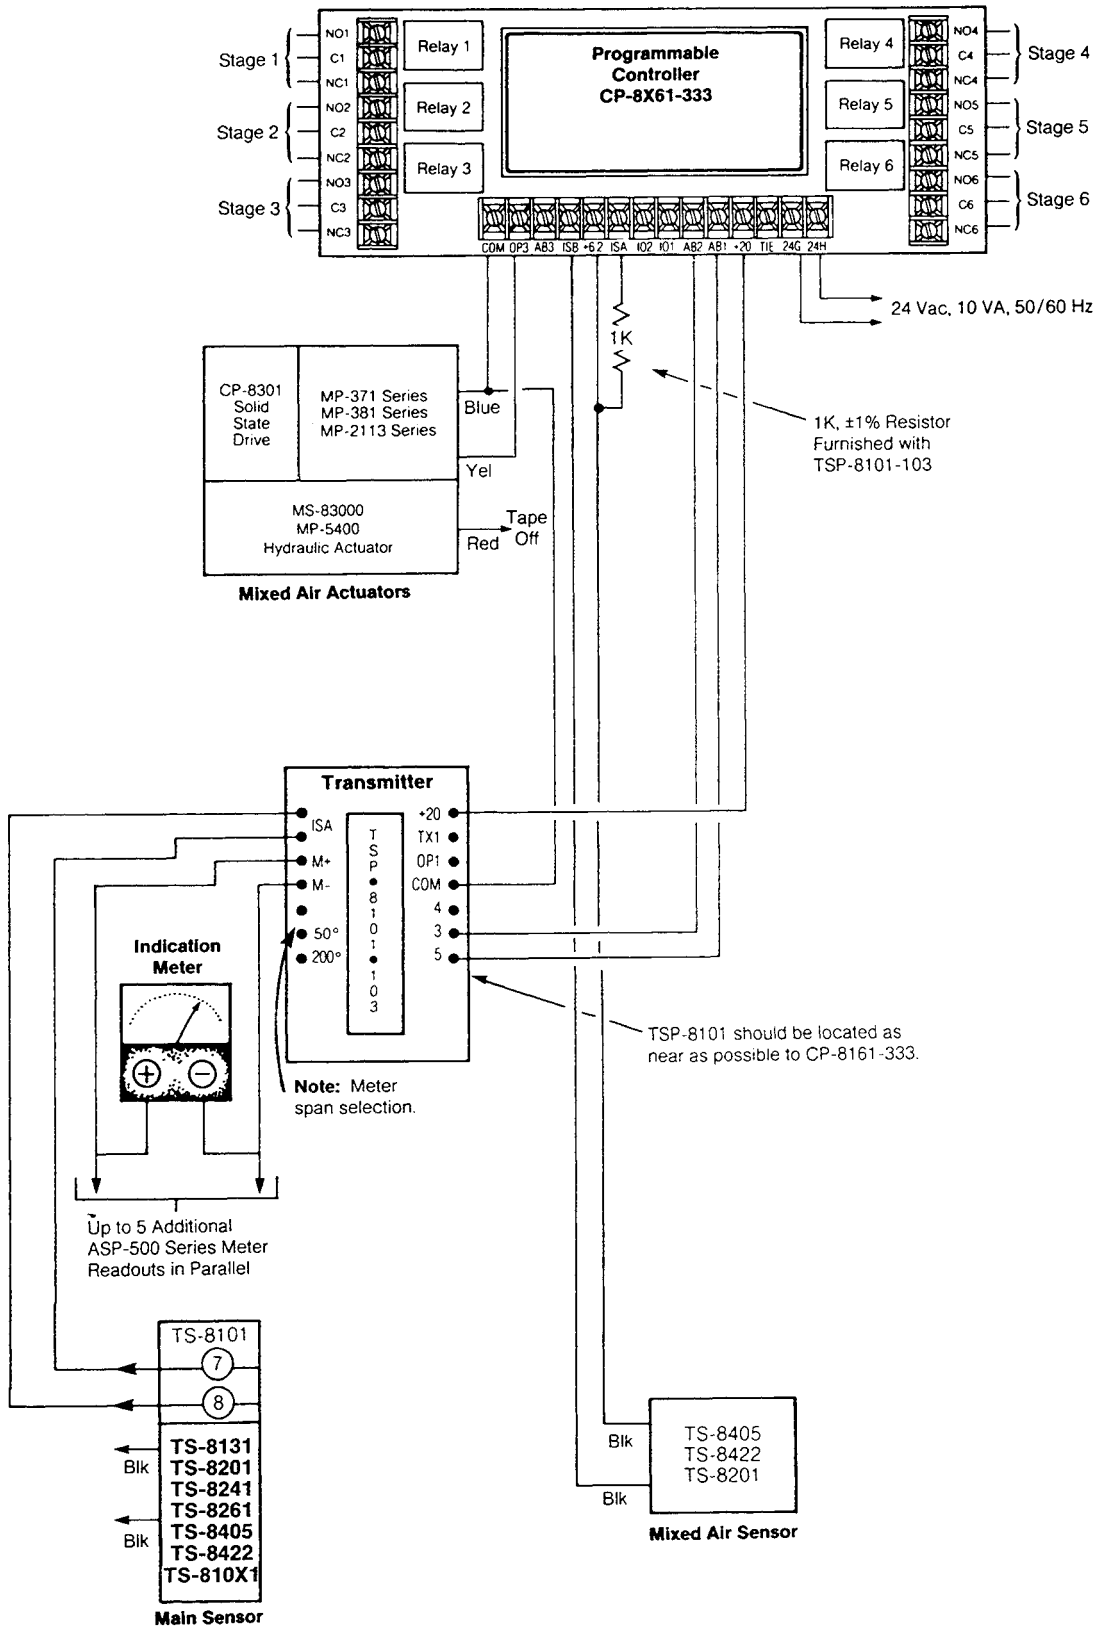 Programmable
Controller
CP-8X61-333
Stage 1
NO1
C1
NC1
Stage 2
NO2
C2
NC2
Stage 3
NO3
C3
NC3
Relay 1
Relay 2
Relay 3
Relay 4
Relay 5
Relay 6
NO4
C4
NC4
Stage 4
NO5
C5
NC5
Stage 5
NO6
C6
NC6
Stage 6
COM OP3 AB3 ISB +6.2 ISA IO2 IO1 AB2 AB1 +20 TIE 24G 24H
24 Vac, 10 VA, 50/60 Hz
1K
1K, ±1% Resistor
Furnished with
TSP-8101-103
CP-8301
Solid
State
Drive
MP-371 Series
MP-381 Series
MP-2113 Series
Blue
Yel
MS-83000
MP-5400
Hydraulic Actuator
Red
Tape
Off
Mixed Air Actuators
Transmitter
ISA
M+
M-
50°
200°
TSP•8101•103
+20
TX1
OP1
COM
4
3
5
Indication
Meter
+ −
Note: Meter
span selection.
TSP-8101 should be located as
near as possible to CP-8161-333.
Up to 5 Additional
ASP-500 Series Meter
Readouts in Parallel
TS-8101
7
8
Blk
Blk
TS-8131
TS-8201
TS-8241
TS-8261
TS-8405
TS-8422
TS-810X1
Main Sensor
Blk
Blk
TS-8405
TS-8422
TS-8201
Mixed Air Sensor